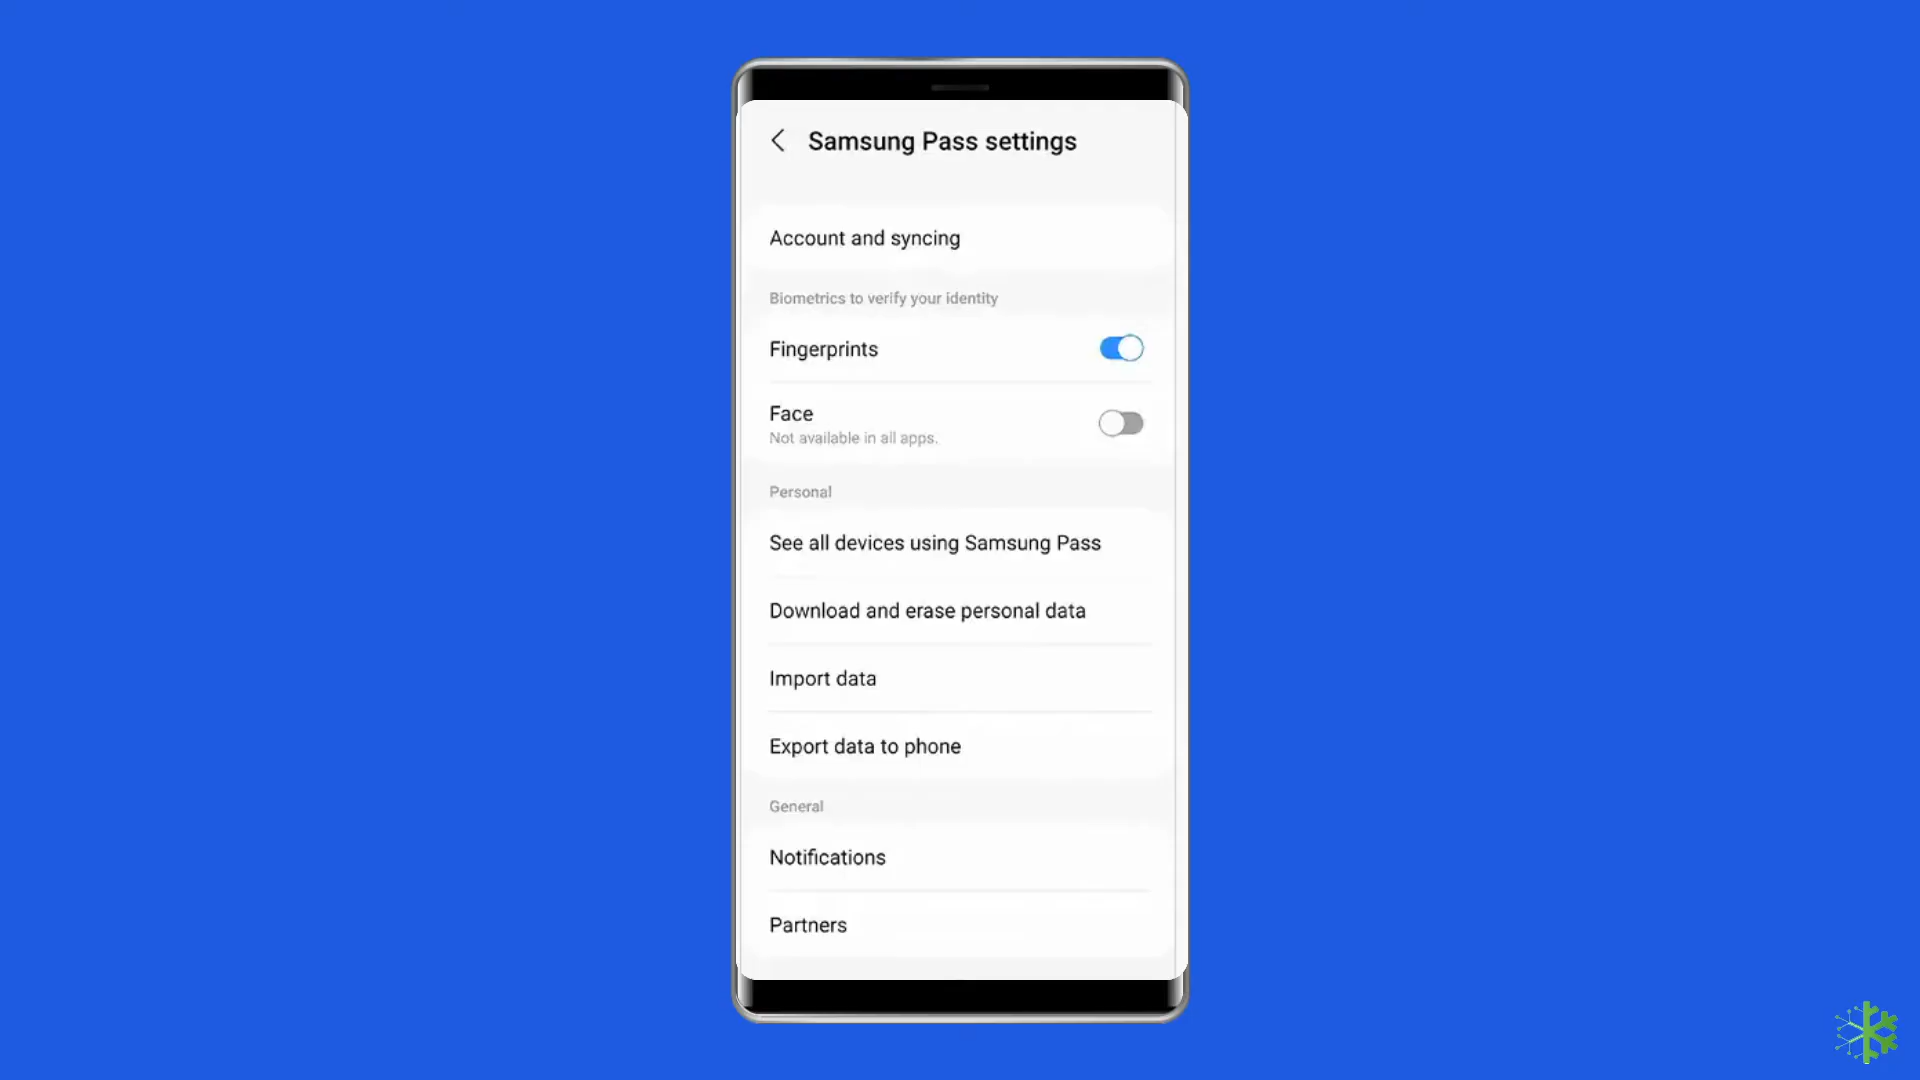 Samsung Pass settings
Account and syncing
Biometrics to verify your identity
Fingerprints
Face
Not available in all apps.
Personal
See all devices using Samsung Pass
Download and erase personal data
Import data
Export data to phone
General
Notifications
Partners